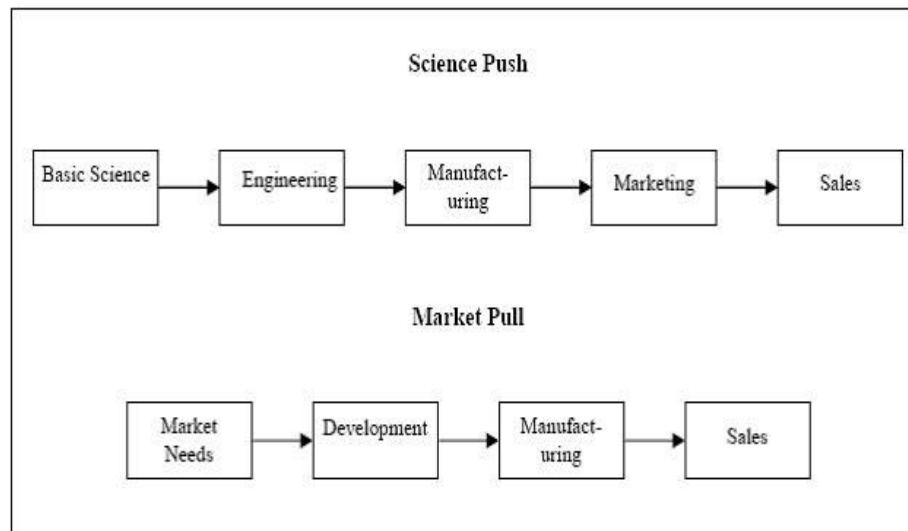 Science Push
Basic Science
Engineering
Manufact-
uring
Marketing
Sales
Market Pull
Market
Needs
Development
Manufact-
uring
Sales